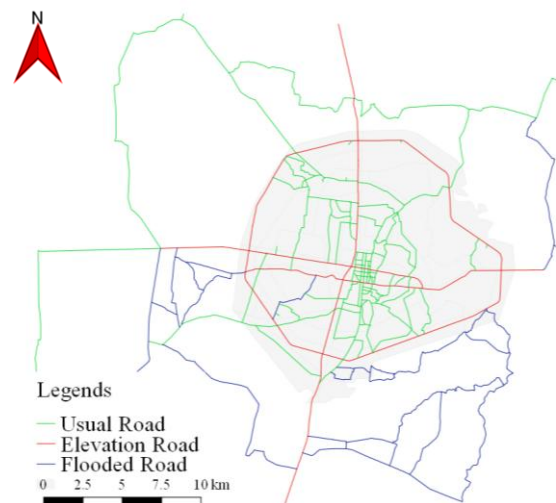 N
Legends
Usual Road
Elevation Road
Flooded Road
0 2.5 5 7.5 10 km